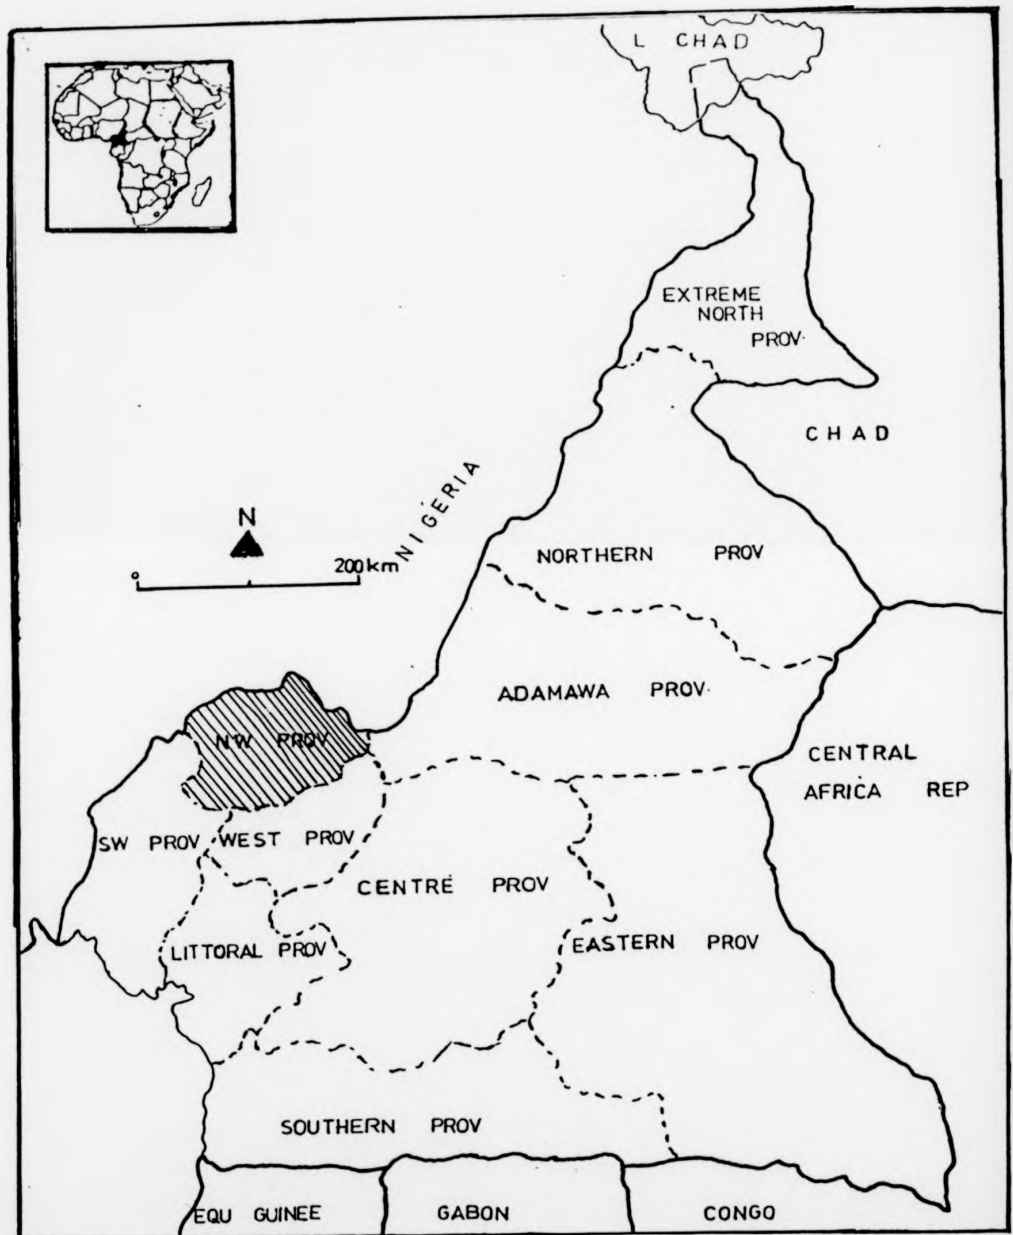 L CHAD
EXTREME
NORTH
PROV.
CHAD
NIGERIA
N
0 200km
NORTHERN PROV
ADAMAWA PROV.
NW PROV
CENTRAL
AFRICA REP
SW PROV
WEST PROV
CENTRE PROV
EASTERN PROV
LITTORAL PROV
SOUTHERN PROV
EQU GUINEE
GABON
CONGO